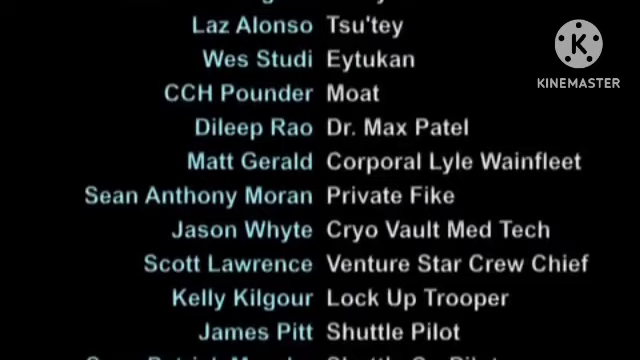 Laz Alonso Tsu'tey
Wes Studi Eytukan
CCH Pounder Moat
Dileep Rao Dr. Max Patel
Matt Gerald Corporal Lyle Wainfleet
Sean Anthony Moran Private Fike
Jason Whyte Cryo Vault Med Tech
Scott Lawrence Venture Star Crew Chief
Kelly Kilgour Lock Up Trooper
James Pitt Shuttle Pilot
K
KINEMASTER